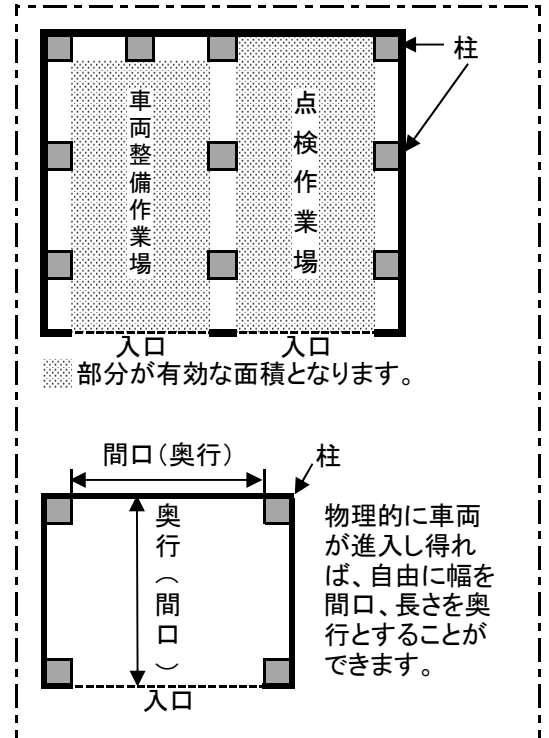 柱
車両整備作業場
点検作業場
入口
入口
部分が有効な面積となります。
間口(奥行)
柱
奥行(間口)
物理的に車両
が進入し得れ
ば、自由に幅を
間口、長さを奥
行とすることが
できます。
入口